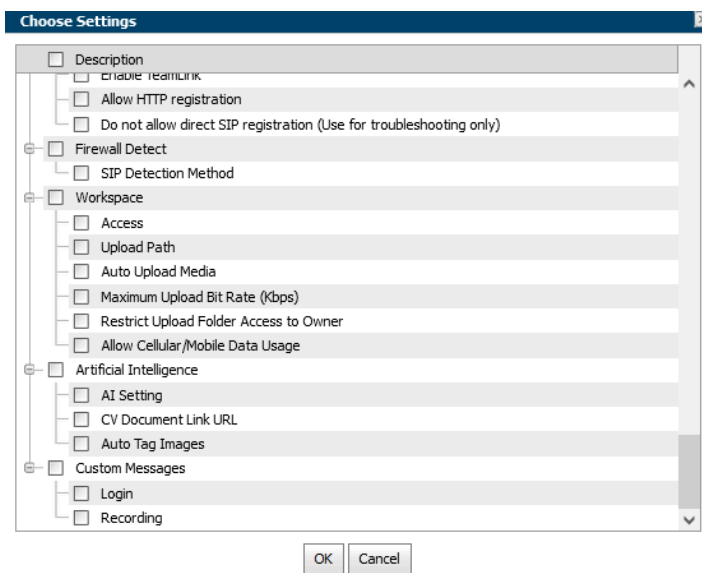 Choose Settings
Description
Enable TeamLink
Allow HTTP registration
Do not allow direct SIP registration (Use for troubleshooting only)
Firewall Detect
SIP Detection Method
Workspace
Access
Upload Path
Auto Upload Media
Maximum Upload Bit Rate (Kbps)
Restrict Upload Folder Access to Owner
Allow Cellular/Mobile Data Usage
Artificial Intelligence
AI Setting
CV Document Link URL
Auto Tag Images
Custom Messages
Login
Recording
OK Cancel